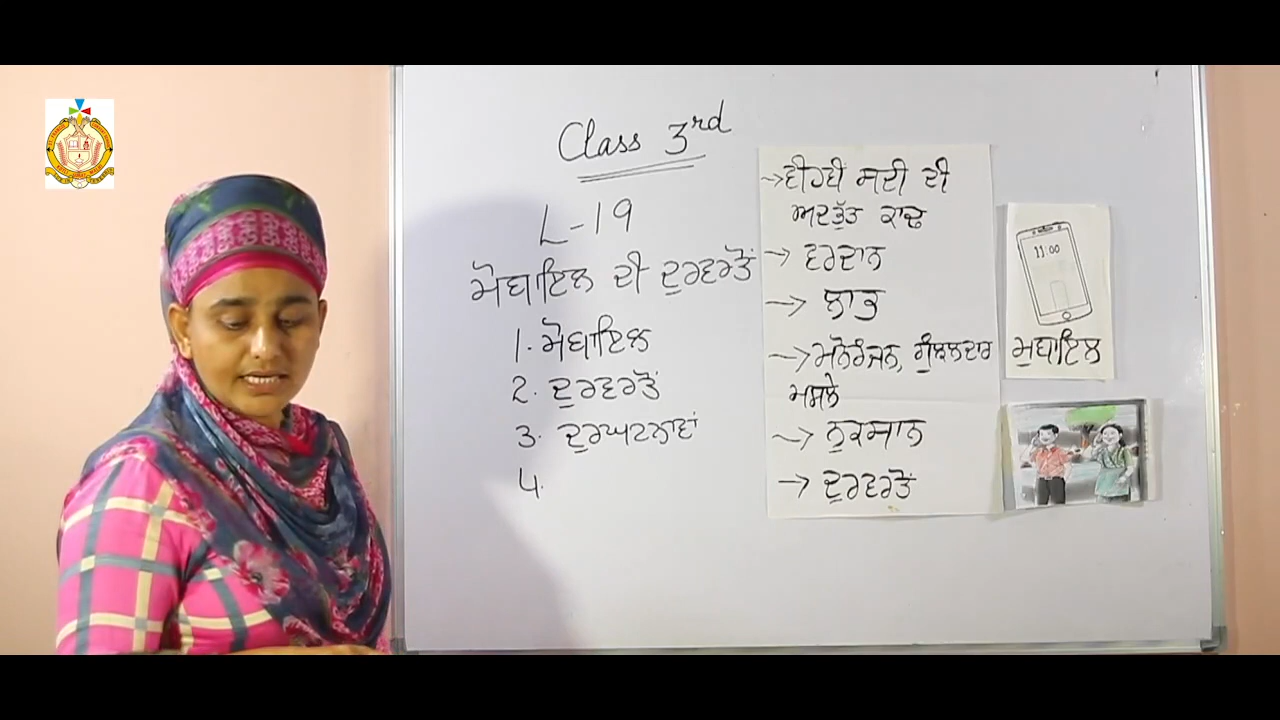 Class 3rd
L-19
ਮੋਬਾਇਲ ਦੀ ਦੁਰਵਰਤੋਂ
1. ਮੋਬਾਇਲ
2. ਦੁਰਵਰਤੋਂ
3. ਦੁਰਘਟਨਾਵਾਂ
4.
→ ਵੀਹਵੀਂ ਸਦੀ ਦੀ
ਅਦਭੁੱਤ ਕਾਢ
→ ਵਰਦਾਨ
→ ਲਾਭ
→ ਮਨੋਰੰਜਨ, ਗੁੰਝਲਦਾਰ
ਮਸਲੇ
→ ਨੁਕਸਾਨ
→ ਦੁਰਵਰਤੋਂ
11:00
ਮੁਬਾਇਲ